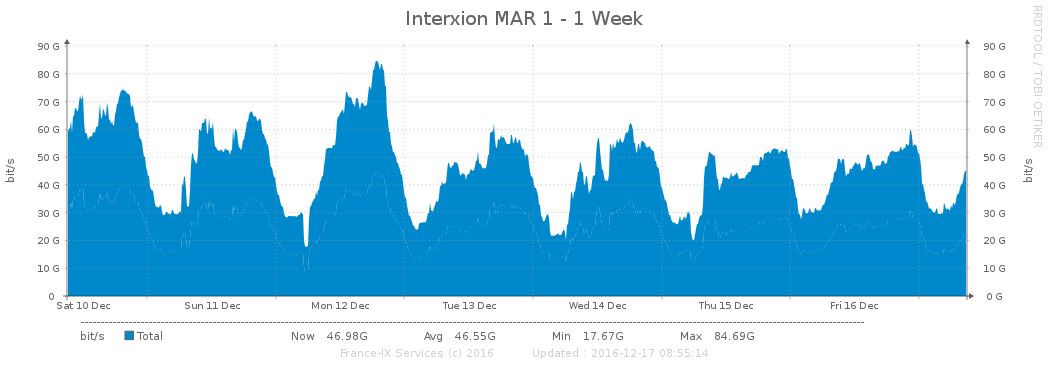 Interxion MAR 1 - 1 Week
RRDTOOL / TOBI OETIKER
90 G 90 G
80 G 80 G
70 G 70 G
60 G 60 G
50 G 50 G
40 G 40 G
30 G 30 G
20 G 20 G
10 G 10 G
0 0 G
bit/s
bit/s
Sat 10 Dec Sun 11 Dec Mon 12 Dec Tue 13 Dec Wed 14 Dec Thu 15 Dec Fri 16 Dec
bit/s Total Now 46.98G Avg 46.55G Min 17.67G Max 84.69G
France-IX Services (c) 2016 Updated : 2016-12-17 08:55:14